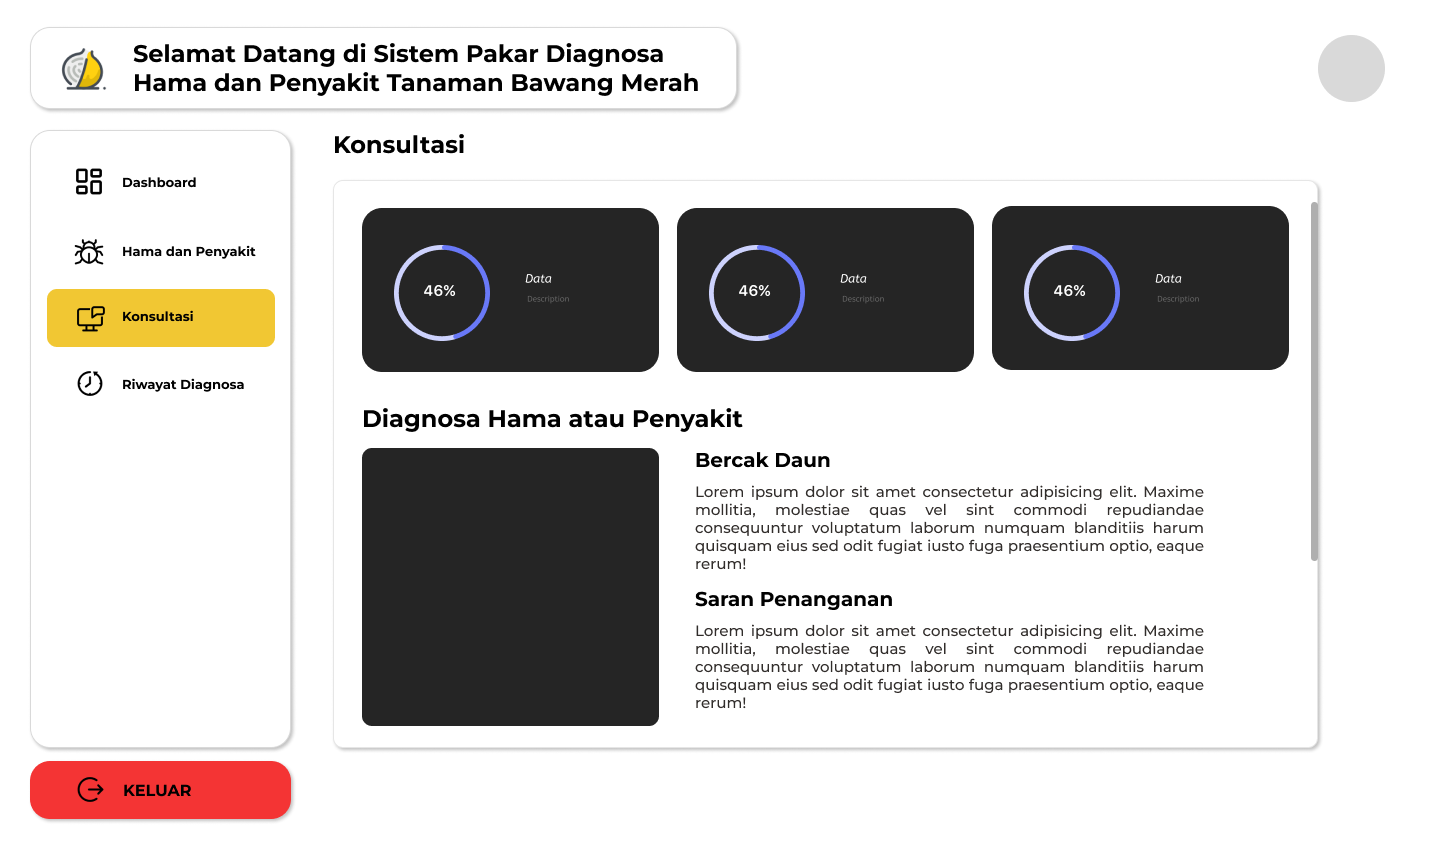 Selamat Datang di Sistem Pakar Diagnosa
Hama dan Penyakit Tanaman Bawang Merah
Dashboard
Hama dan Penyakit
Konsultasi
Riwayat Diagnosa
KELUAR
Konsultasi
46%
Data
Description
46%
Data
Description
46%
Data
Description
Diagnosa Hama atau Penyakit
Bercak Daun
Lorem ipsum dolor sit amet consectetur adipisicing elit. Maxime
mollitia, molestiae quas vel sint commodi repudiandae
consequuntur voluptatum laborum numquam blanditiis harum
quisquam eius sed odit fugiat iusto fuga praesentium optio, eaque
rerum!
Saran Penanganan
Lorem ipsum dolor sit amet consectetur adipisicing elit. Maxime
mollitia, molestiae quas vel sint commodi repudiandae
consequuntur voluptatum laborum numquam blanditiis harum
quisquam eius sed odit fugiat iusto fuga praesentium optio, eaque
rerum!